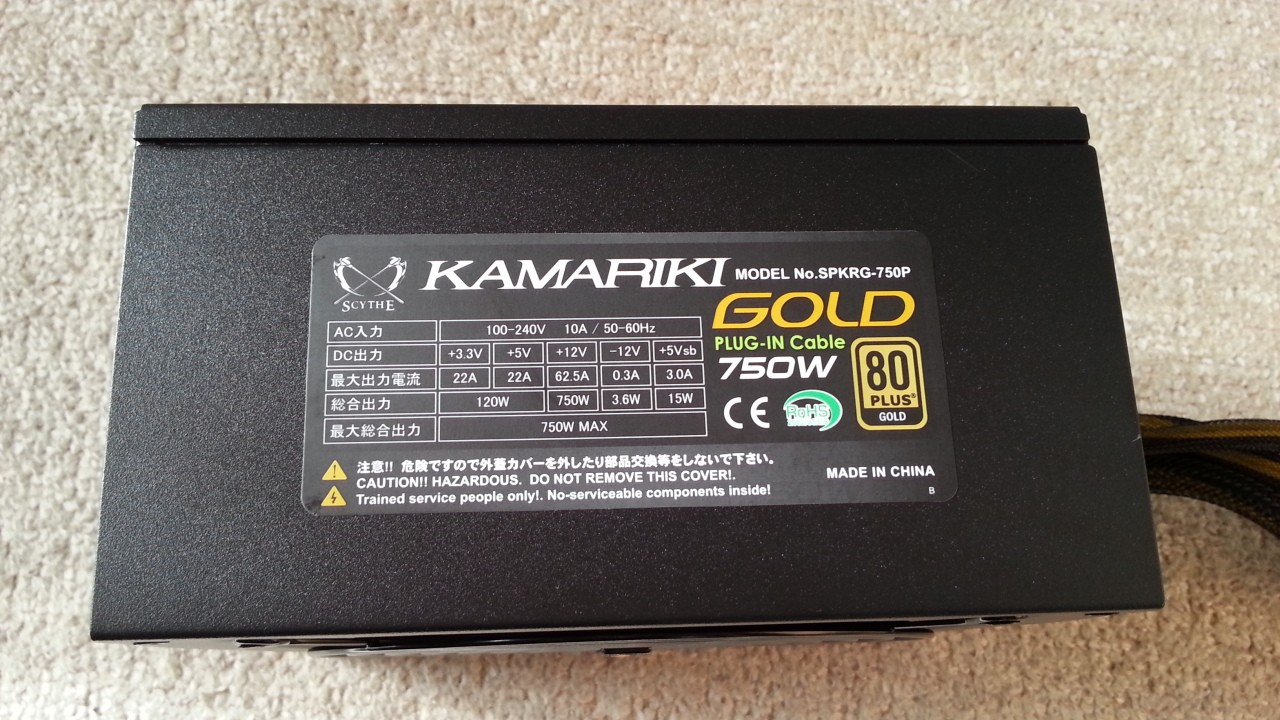 SCYTHE
KAMARIKI MODEL No.SPKRG-750P
GOLD
PLUG-IN Cable
750W
80
PLUS®
GOLD
CE RoHS
AC入力 100-240V 10A / 50-60Hz
DC出力 +3.3V +5V +12V -12V +5Vsb
最大出力電流 22A 22A 62.5A 0.3A 3.0A
総合出力 120W 750W 3.6W 15W
最大総合出力 750W MAX
注意!! 危険ですので外蓋カバーを外したり部品交換等をしないで下さい。
CAUTION!! HAZARDOUS. DO NOT REMOVE THIS COVER!.
Trained service people only!. No-serviceable components inside!
MADE IN CHINA
B